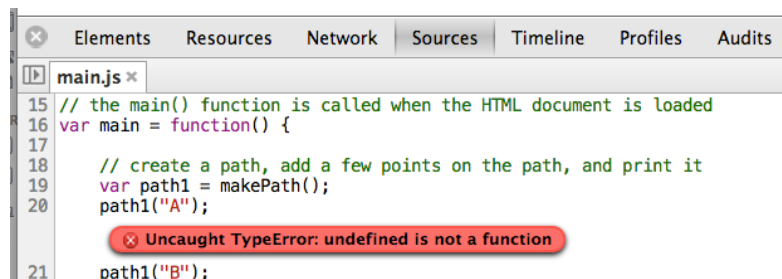 Elements Resources Network Sources Timeline Profiles Audits
main.js ×
15 // the main() function is called when the HTML document is loaded
16 var main = function() {
17
18 // create a path, add a few points on the path, and print it
19 var path1 = makePath();
20 path1("A");
Uncaught TypeError: undefined is not a function
21 path1("B");